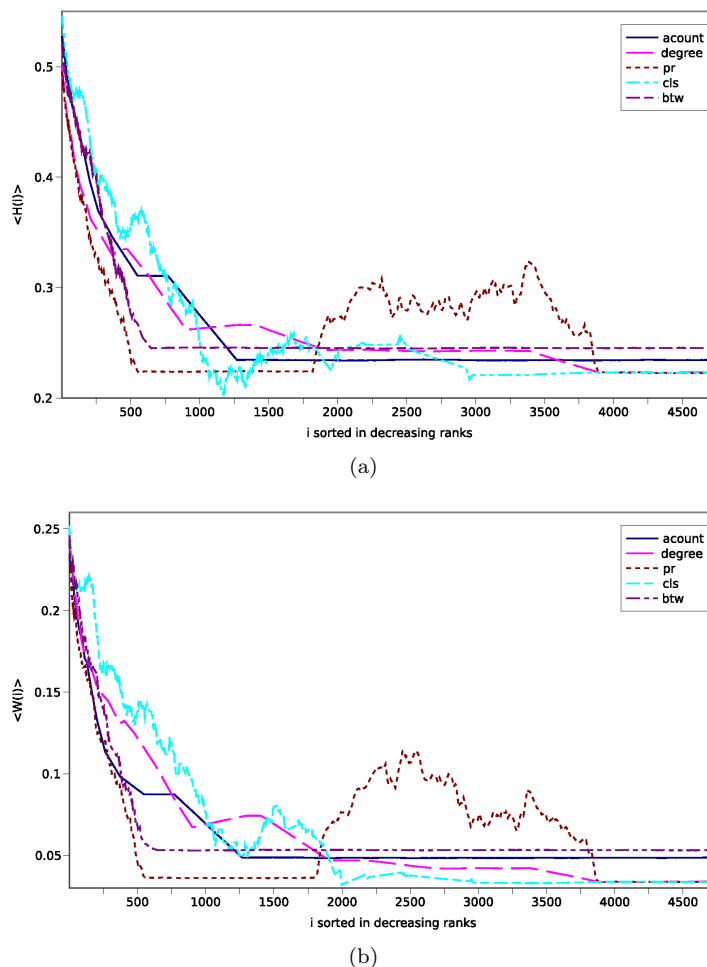 0.5
0.4
0.3
0.2
<H(i)>
acount
degree
pr
cls
btw
500 1000 1500 2000 2500 3000 3500 4000 4500
i sorted in decreasing ranks
(a)
0.25
0.2
0.15
0.1
0.05
<W(i)>
acount
degree
pr
cls
btw
500 1000 1500 2000 2500 3000 3500 4000 4500
i sorted in decreasing ranks
(b)